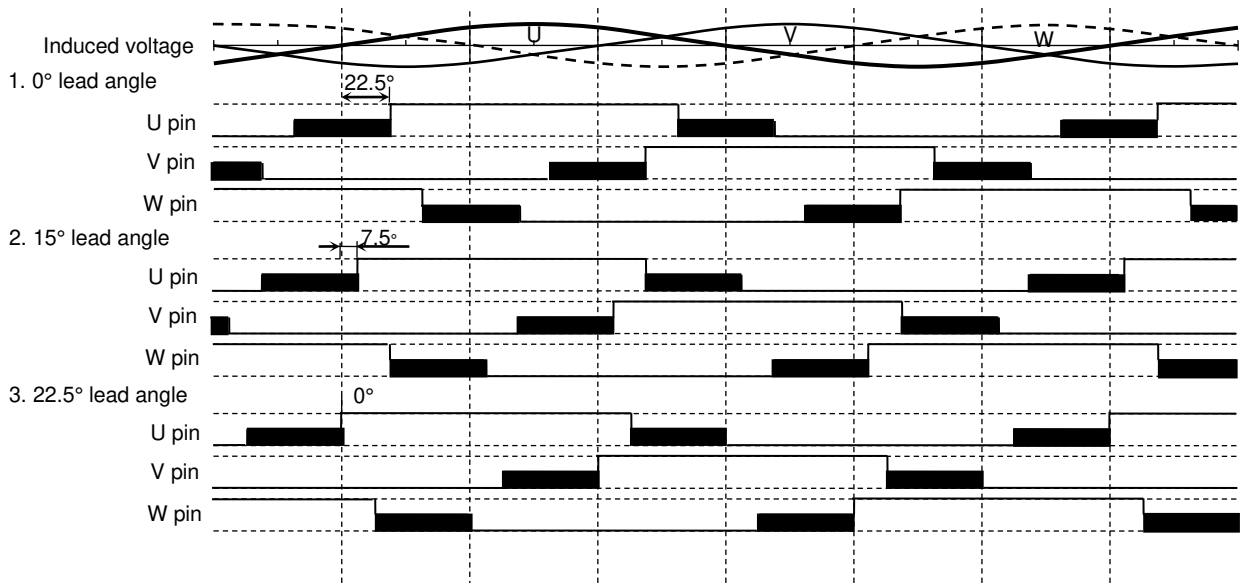 Induced voltage
U
V
W
1. 0° lead angle
22.5°
U pin
V pin
W pin
2. 15° lead angle
7.5°
U pin
V pin
W pin
3. 22.5° lead angle
0°
U pin
V pin
W pin